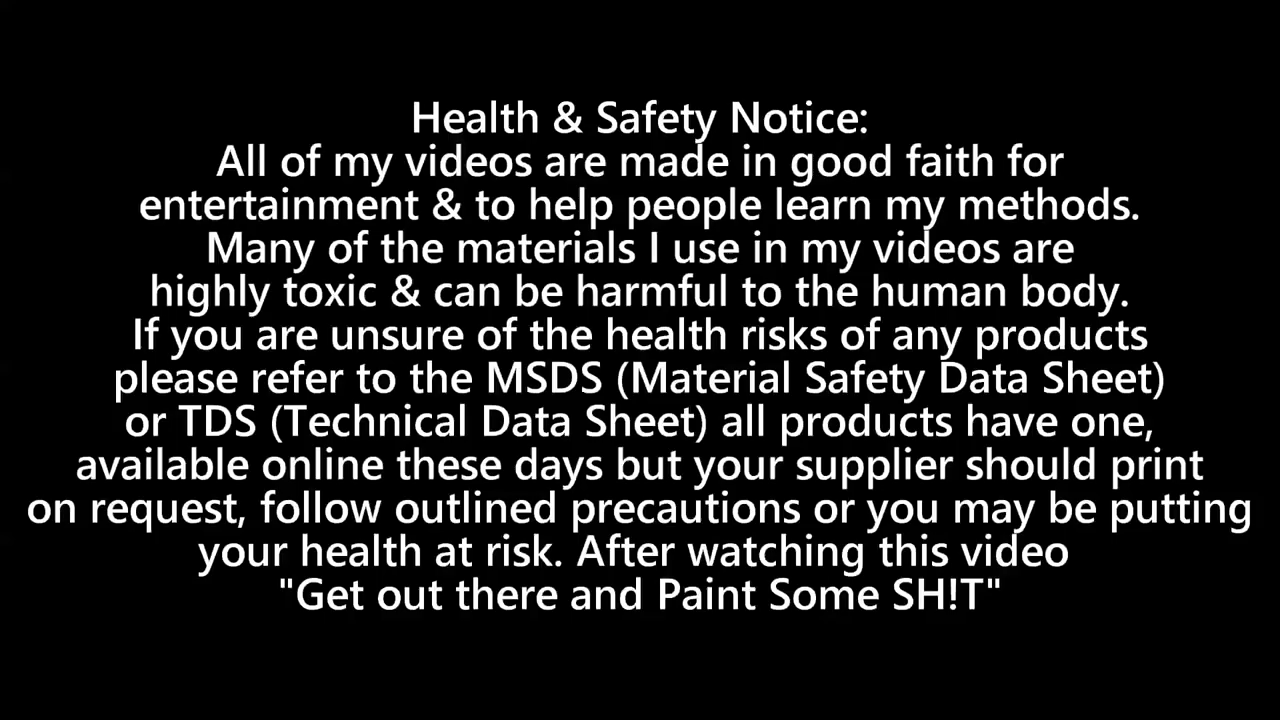 Health & Safety Notice:
All of my videos are made in good faith for
entertainment & to help people learn my methods.
Many of the materials I use in my videos are
highly toxic & can be harmful to the human body.
If you are unsure of the health risks of any products
please refer to the MSDS (Material Safety Data Sheet)
or TDS (Technical Data Sheet) all products have one,
available online these days but your supplier should print
on request, follow outlined precautions or you may be putting
your health at risk. After watching this video
"Get out there and Paint Some SH!T"